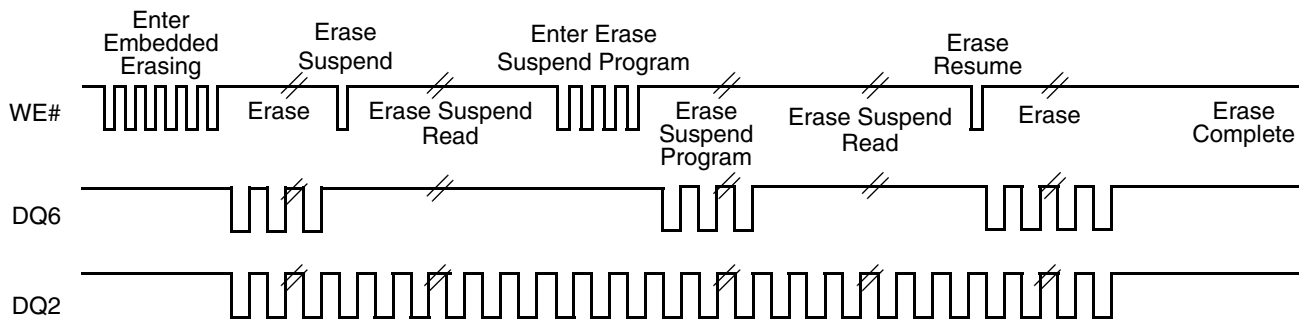 Enter
Embedded
Erasing
Erase
Suspend
Enter Erase
Suspend Program
Erase
Resume
WE#
Erase
Erase Suspend
Read
Erase
Suspend
Program
Erase Suspend
Read
Erase
Erase
Complete
DQ6
DQ2